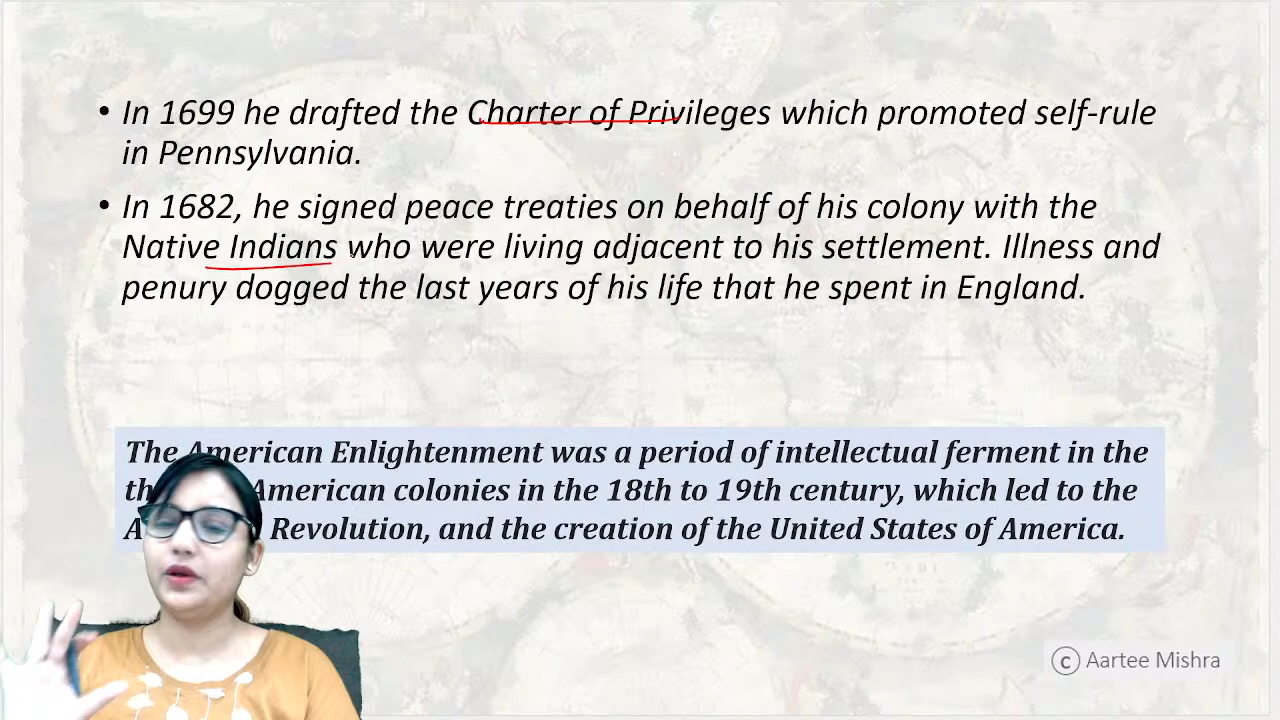 • In 1699 he drafted the Charter of Privileges which promoted self-rule
in Pennsylvania.
• In 1682, he signed peace treaties on behalf of his colony with the
Native Indians who were living adjacent to his settlement. Illness and
penury dogged the last years of his life that he spent in England.
The American Enlightenment was a period of intellectual ferment in the
American colonies in the 18th to 19th century, which led to the
Revolution, and the creation of the United States of America.
© Aartee Mishra